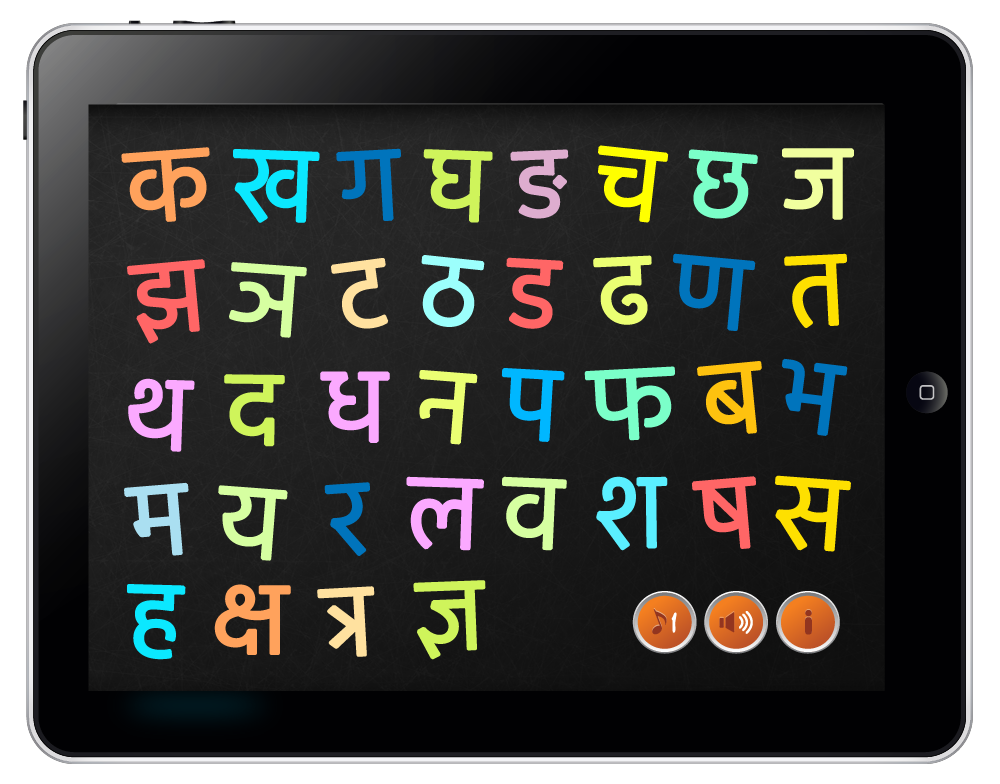 क ख ग घ ङ च छ ज
झ ञ ट ठ ड ढ ण त
थ द ध न प फ ब भ
म य र ल व श ष स
ह क्ष त्र ज्ञ